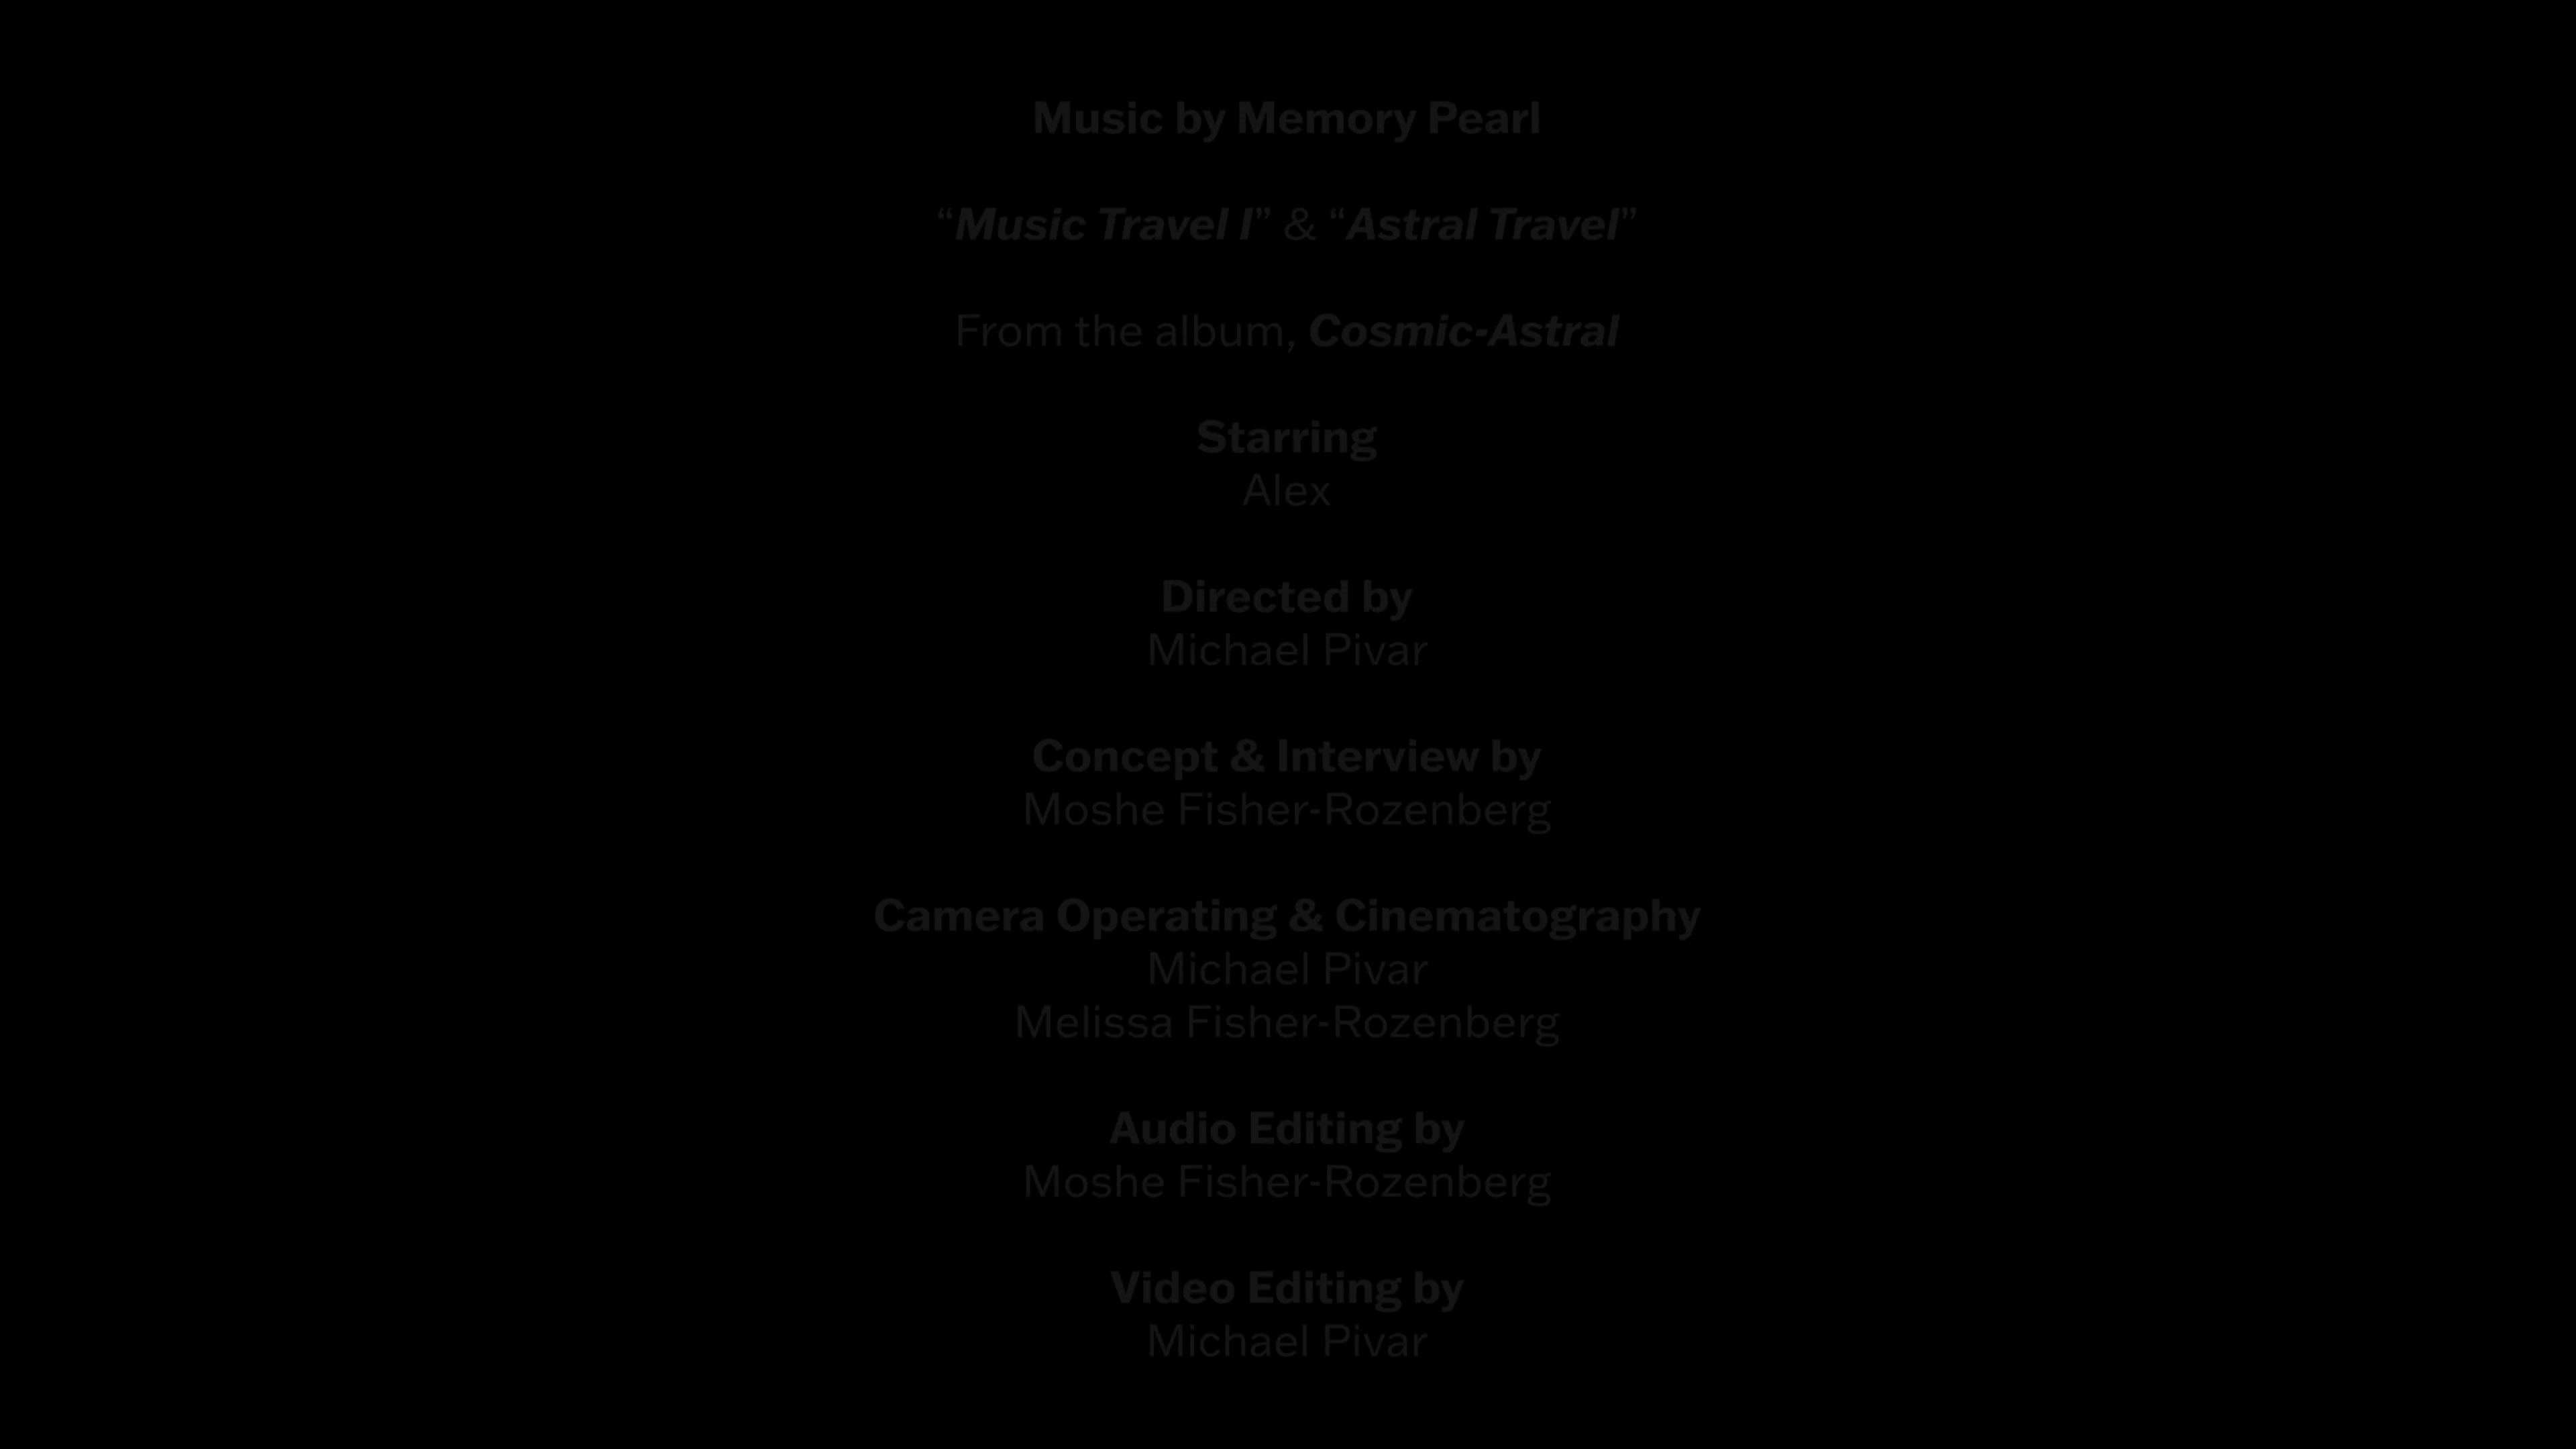 Music by Memory Pearl
“Music Travel I” & “Astral Travel”
From the album, Cosmic-Astral
Starring
Alex
Directed by
Michael Pivar
Concept & Interview by
Moshe Fisher-Rozenberg
Camera Operating & Cinematography
Michael Pivar
Melissa Fisher-Rozenberg
Audio Editing by
Moshe Fisher-Rozenberg
Video Editing by
Michael Pivar